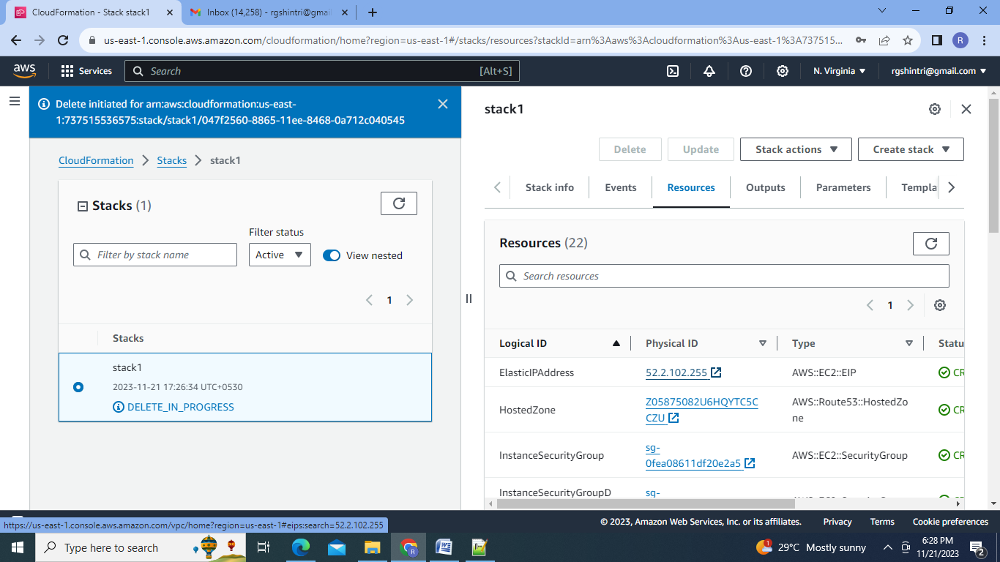 CloudFormation - Stack stack1
Inbox (14,258) - rgshintri@gmail
us-east-1.console.aws.amazon.com/cloudformation/home?region=us-east-1#/stacks/resources?stackId=arn%3Aaws%3Acloudformation%3Aus-east-1%3A737515...
R
aws
Services
Search
[Alt+S]
N. Virginia
rgshintri@gmail.com
Delete initiated for arn:aws:cloudformation:us-east-
1:737515536575:stack/stack1/047f2560-8865-11ee-8468-0a712c040545
CloudFormation
Stacks
stack1
Stacks (1)
Filter status
Filter by stack name
Active
View nested
1
Stacks
stack1
2023-11-21 17:26:34 UTC+0530
DELETE_IN_PROGRESS
stack1
Delete
Update
Stack actions
Create stack
Stack info
Events
Resources
Outputs
Parameters
Templa
Resources (22)
Search resources
1
Logical ID
Physical ID
Type
Statu
ElasticIPAddress
52.2.102.255
AWS::EC2::EIP
CR
HostedZone
Z05875082U6HQYTC5C
CZU
AWS::Route53::HostedZo
ne
CR
InstanceSecurityGroup
sg-
0fea08611df20e2a5
AWS::EC2::SecurityGroup
CR
InstanceSecurityGroupD
sg-
https://us-east-1.console.aws.amazon.com/vpc/home?region=us-east-1#eips:search=52.2.102.255
© 2023, Amazon Web Services, Inc. or its affiliates.
Privacy
Terms
Cookie preferences
Type here to search
R
1
29°C Mostly sunny
6:28 PM
11/21/2023
2